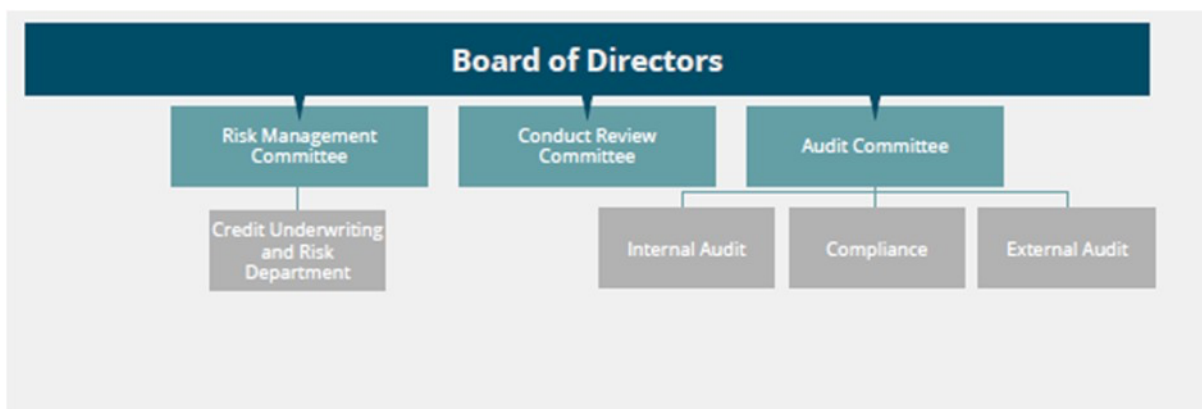 Board of Directors
Risk Management
Committee
Conduct Review
Committee
Audit Committee
Credit Underwriting
and Risk
Department
Internal Audit
Compliance
External Audit